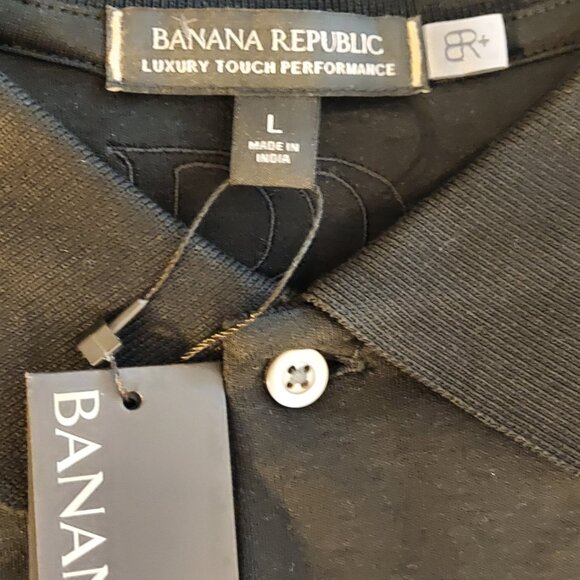 BANANA REPUBLIC
LUXURY TOUCH PERFORMANCE
BR+
L
MADE IN
INDIA
BANAN